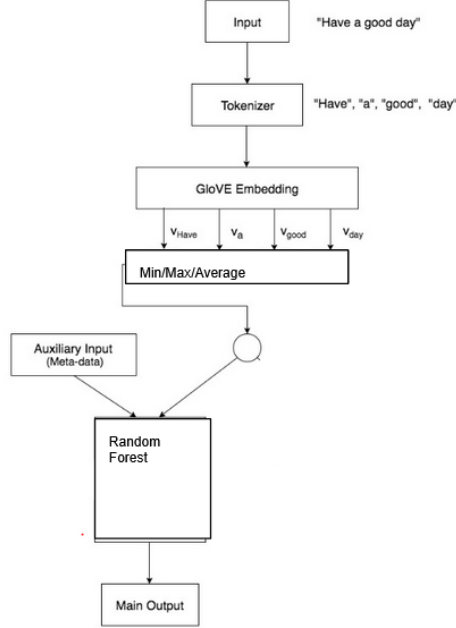 Input
"Have a good day"
Tokenizer
"Have", "a", "good", "day"
GloVE Embedding
vHave
va
vgood
vday
Min/Max/Average
Auxiliary Input
(Meta-data)
Random
Forest
Main Output